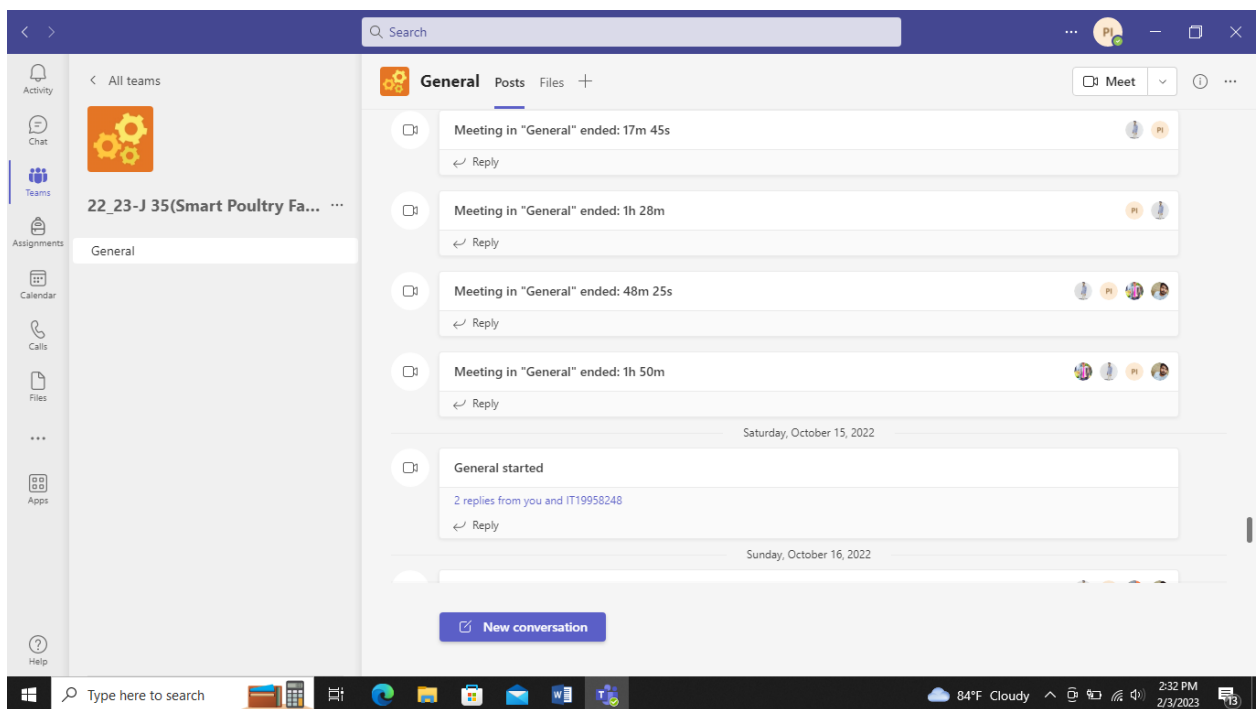 Search
PI
Activity
Chat
Teams
Assignments
Calendar
Calls
Files
Apps
Help
All teams
22_23-J 35(Smart Poultry Fa...
General
General Posts Files
Meet
Meeting in "General" ended: 17m 45s
PI
Reply
Meeting in "General" ended: 1h 28m
PI
Reply
Meeting in "General" ended: 48m 25s
PI
Reply
Meeting in "General" ended: 1h 50m
PI
Reply
Saturday, October 15, 2022
General started
2 replies from you and IT19958248
Reply
Sunday, October 16, 2022
New conversation
Type here to search
84°F Cloudy
2:32 PM
2/3/2023
13